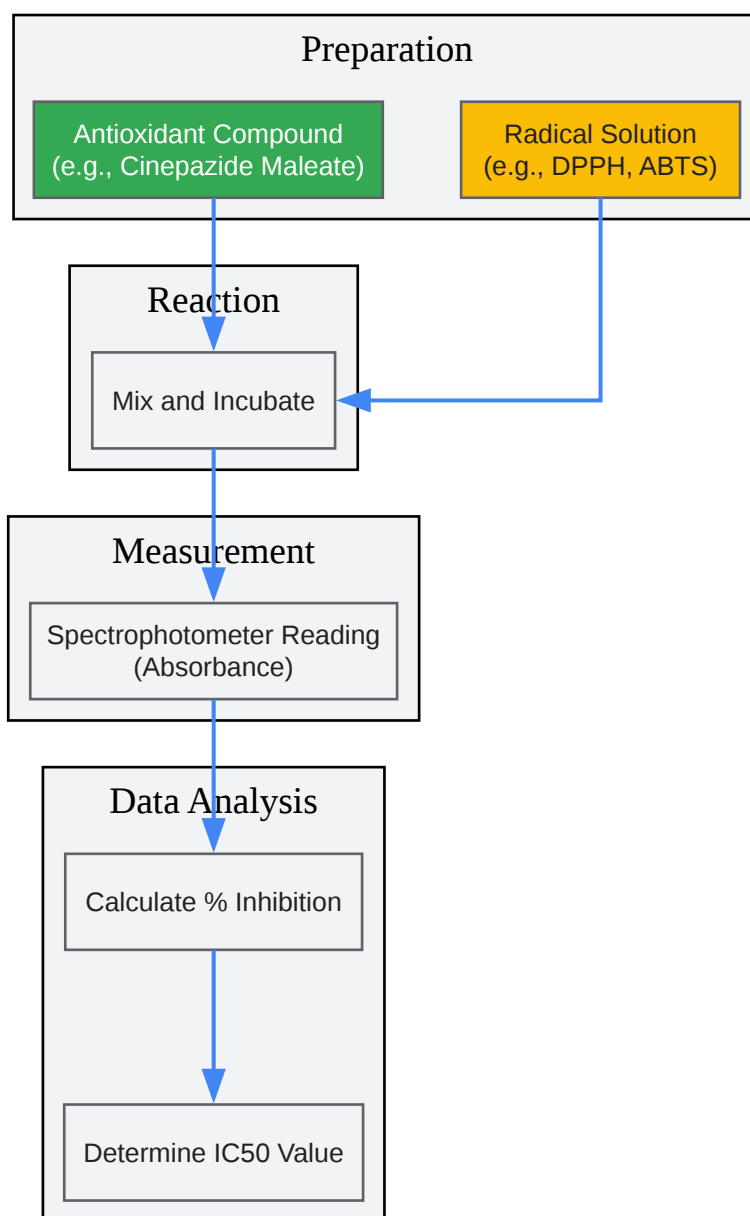 Preparation
Antioxidant Compound
(e.g., Cinepazide Maleate)
Radical Solution
(e.g., DPPH, ABTS)
Reaction
Mix and Incubate
Measurement
Spectrophotometer Reading
(Absorbance)
Data Analysis
Calculate % Inhibition
Determine IC50 Value